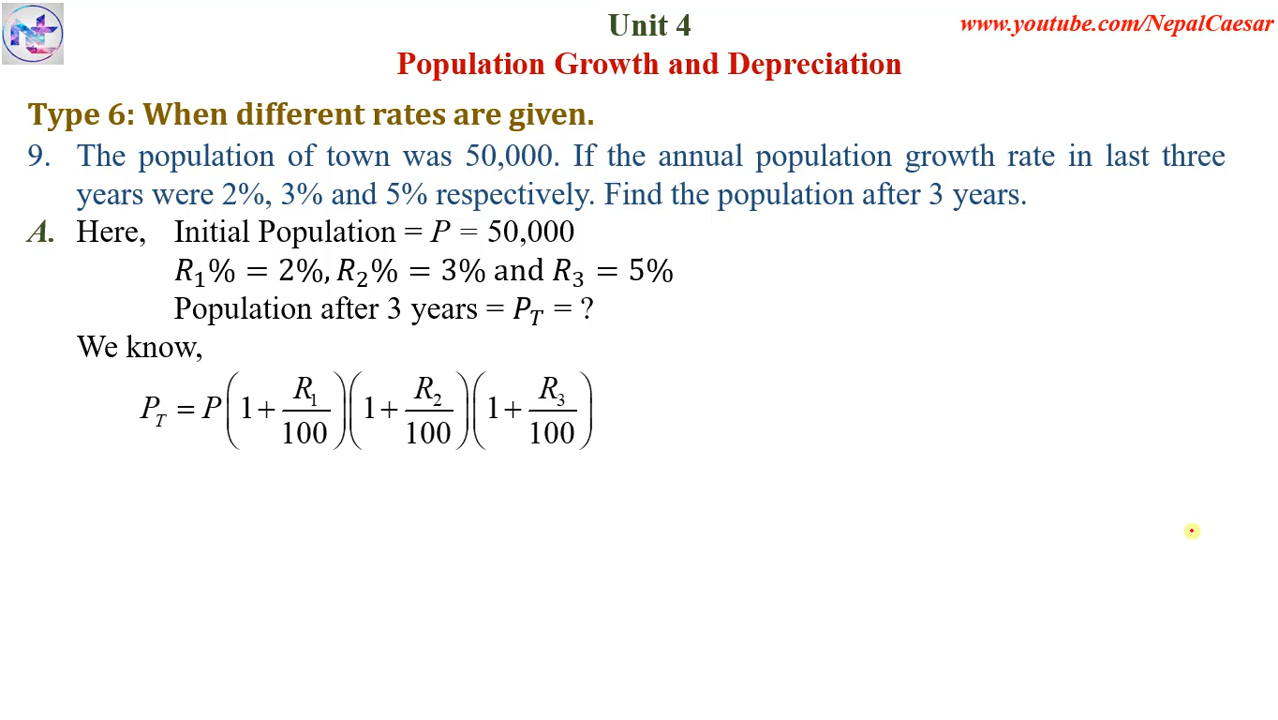 Unit 4
www.youtube.com/NepalCaesar
Population Growth and Depreciation
Type 6: When different rates are given.
9. The population of town was 50,000. If the annual population growth rate in last three
years were 2%, 3% and 5% respectively. Find the population after 3 years.
A. Here, Initial Population = P = 50,000
R₁% = 2%, R₂% = 3% and R₃ = 5%
Population after 3 years = P_T = ?
We know,
P_T = P(1 + R₁/100)(1 + R₂/100)(1 + R₃/100)